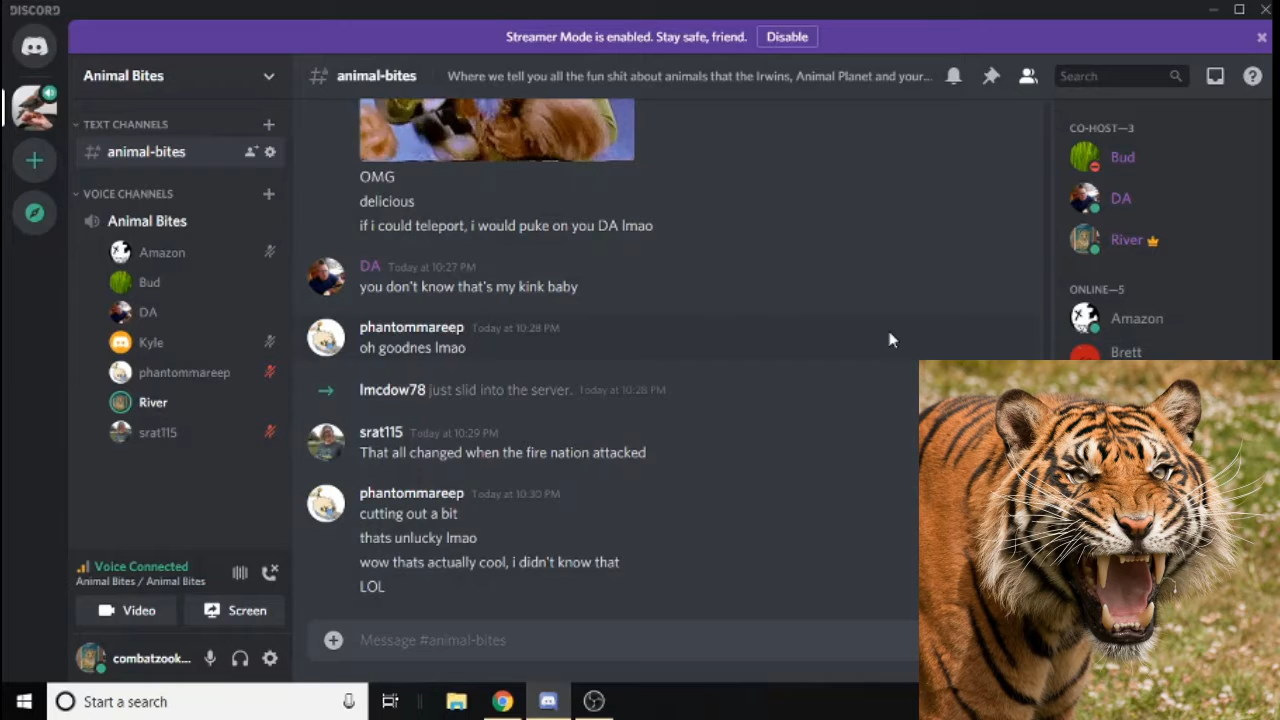 DISCORD
Streamer Mode is enabled. Stay safe, friend. Disable
Animal Bites
animal-bites
Where we tell you all the fun shit about animals that the Irwins, Animal Planet and your...
Search
TEXT CHANNELS
animal-bites
VOICE CHANNELS
Animal Bites
Amazon
Bud
DA
Kyle
phantommareep
River
srat115
Voice Connected
Animal Bites / Animal Bites
Video
Screen
combatzook...
OMG
delicious
if i could teleport, i would puke on you DA lmao
DA Today at 10:27 PM
you don't know that's my kink baby
phantommareep Today at 10:28 PM
oh goodnes lmao
lmcdow78 just slid into the server. Today at 10:28 PM
srat115 Today at 10:29 PM
That all changed when the fire nation attacked
phantommareep Today at 10:30 PM
cutting out a bit
thats unlucky lmao
wow thats actually cool, i didn't know that
LOL
Message #animal-bites
CO-HOST—3
Bud
DA
River
ONLINE—5
Amazon
Brett
Start a search